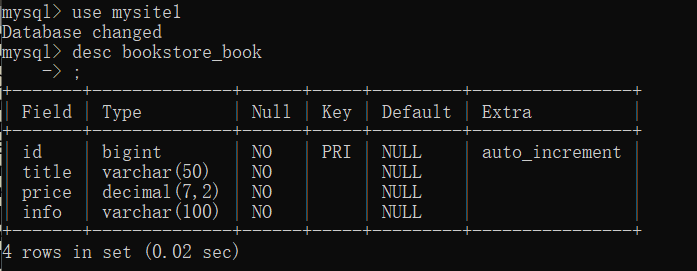 mysql> use mysite1
Database changed
mysql> desc bookstore_book
    -> ;
+-------+--------------+------+-----+---------+----------------+
| Field | Type         | Null | Key | Default | Extra          |
+-------+--------------+------+-----+---------+----------------+
| id    | bigint       | NO   | PRI | NULL    | auto_increment |
| title | varchar(50)  | NO   |     | NULL    |                |
| price | decimal(7,2) | NO   |     | NULL    |                |
| info  | varchar(100) | NO   |     | NULL    |                |
+-------+--------------+------+-----+---------+----------------+
4 rows in set (0.02 sec)